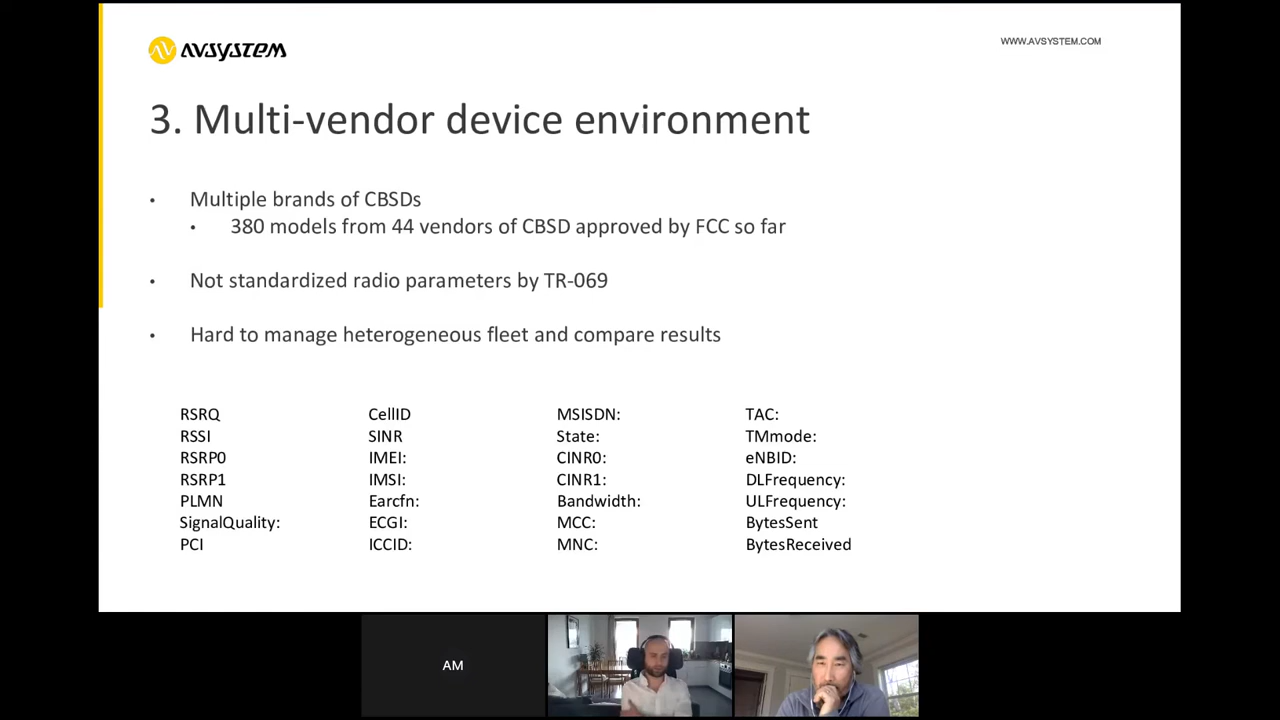 AVSYSTEM
WWW.AVSYSTEM.COM
3. Multi-vendor device environment
• Multiple brands of CBSDs
• 380 models from 44 vendors of CBSD approved by FCC so far
• Not standardized radio parameters by TR-069
• Hard to manage heterogeneous fleet and compare results
RSRQ
RSSI
RSRP0
RSRP1
PLMN
SignalQuality:
PCI
CellID
SINR
IMEI:
IMSI:
Earcfn:
ECGI:
ICCID:
MSISDN:
State:
CINR0:
CINR1:
Bandwidth:
MCC:
MNC:
TAC:
TMmode:
eNBID:
DLFrequency:
ULFrequency:
BytesSent
BytesReceived
AM